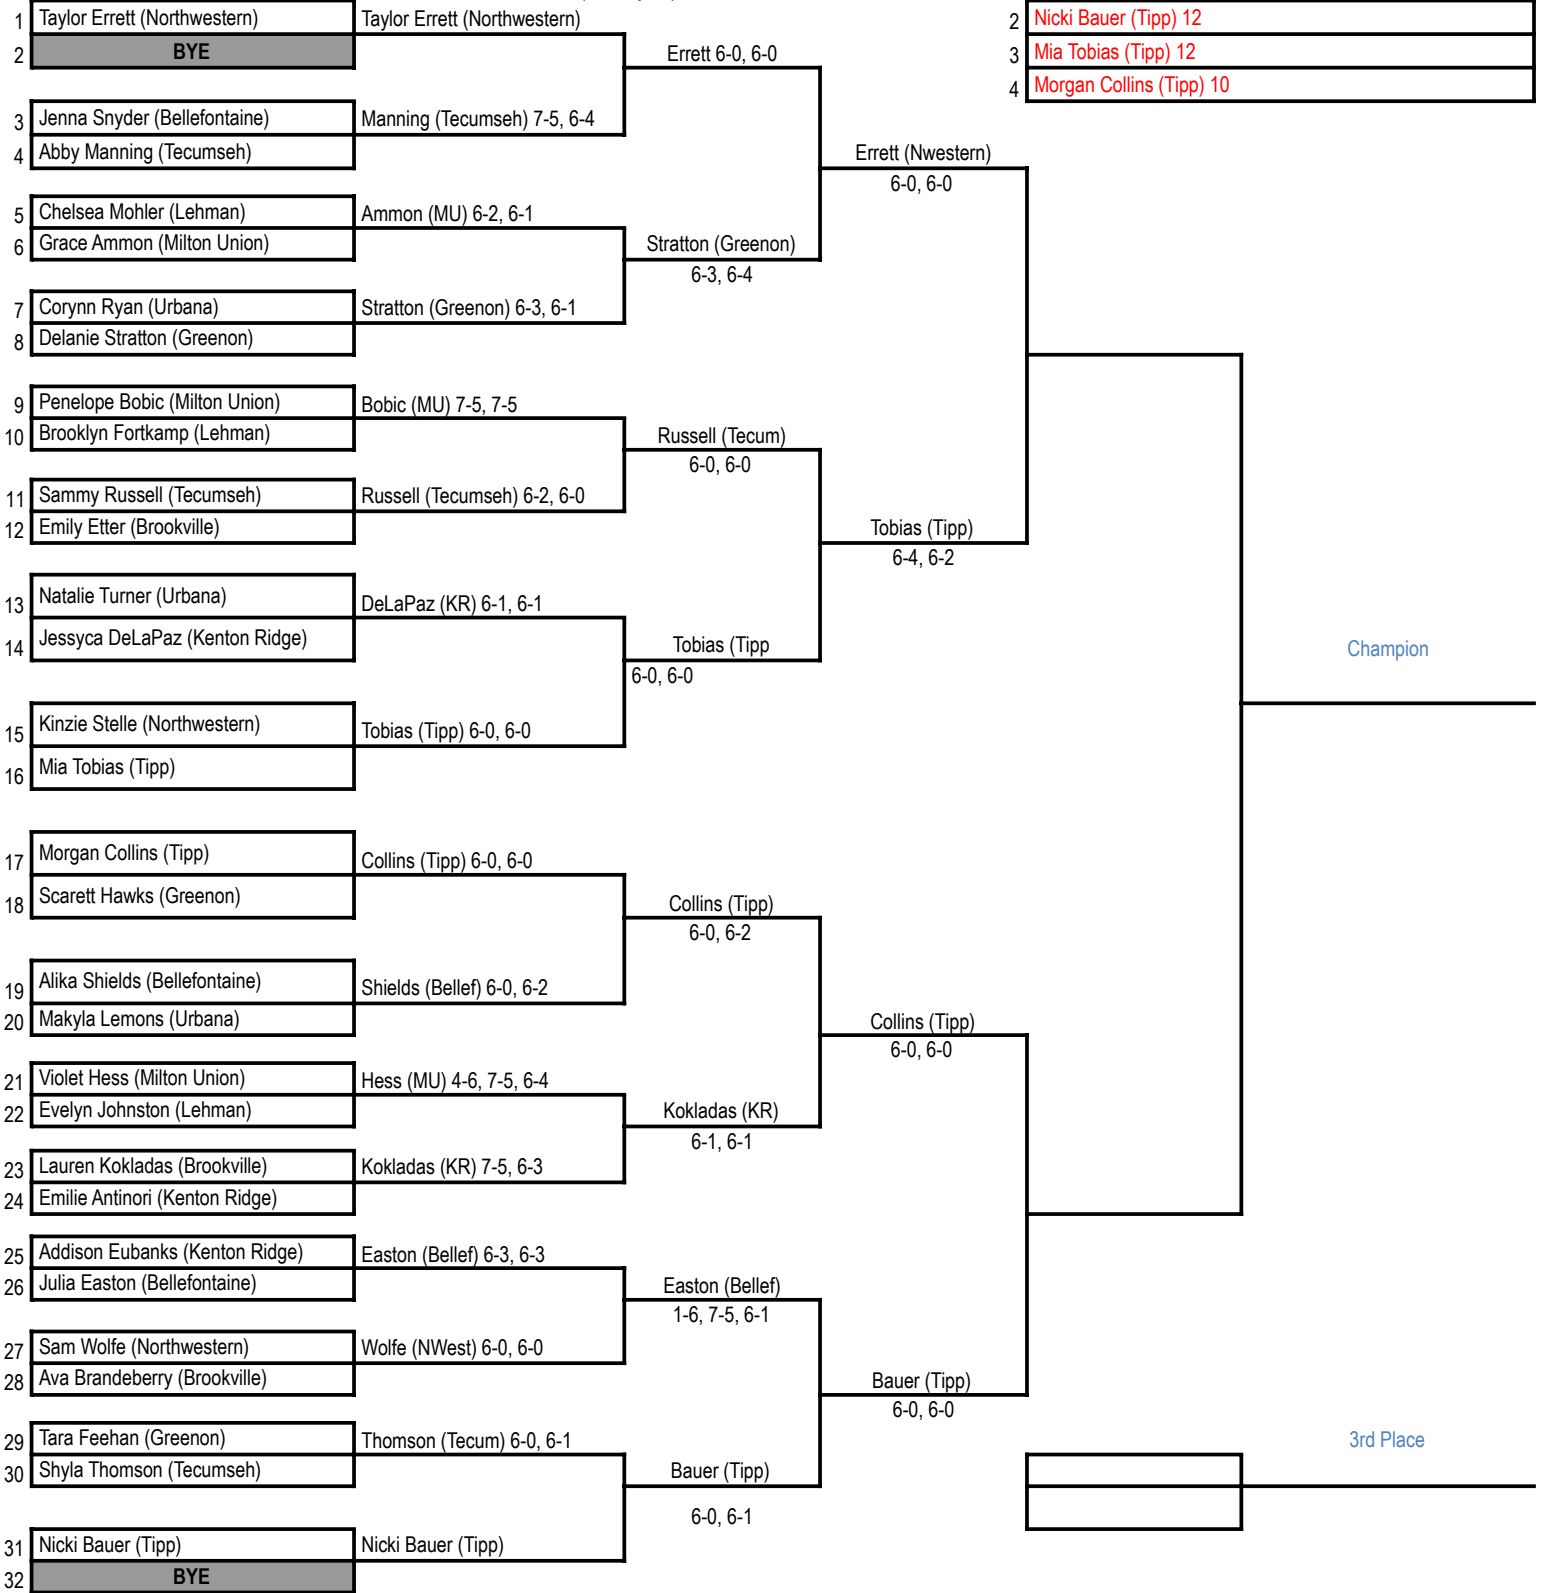 1 Taylor Errett (Northwestern) Taylor Errett (Northwestern)
2 Nicki Bauer (Tipp) 12
2 BYE
Errett 6-0, 6-0
3 Mia Tobias (Tipp) 12
4 Morgan Collins (Tipp) 10
3 Jenna Snyder (Bellefontaine) Manning (Tecumseh) 7-5, 6-4
4 Abby Manning (Tecumseh)
Errett (Nwestern)
6-0, 6-0
5 Chelsea Mohler (Lehman) Ammon (MU) 6-2, 6-1
6 Grace Ammon (Milton Union)
Stratton (Greenon)
6-3, 6-4
7 Corynn Ryan (Urbana) Stratton (Greenon) 6-3, 6-1
8 Delanie Stratton (Greenon)
9 Penelope Bobic (Milton Union) Bobic (MU) 7-5, 7-5
10 Brooklyn Fortkamp (Lehman)
Russell (Tecum)
6-0, 6-0
11 Sammy Russell (Tecumseh) Russell (Tecumseh) 6-2, 6-0
12 Emily Etter (Brookville)
Tobias (Tipp)
6-4, 6-2
13 Natalie Turner (Urbana) DeLaPaz (KR) 6-1, 6-1
14 Jessyca DeLaPaz (Kenton Ridge)
Tobias (Tipp
6-0, 6-0
Champion
15 Kinzie Stelle (Northwestern) Tobias (Tipp) 6-0, 6-0
16 Mia Tobias (Tipp)
17 Morgan Collins (Tipp) Collins (Tipp) 6-0, 6-0
18 Scarett Hawks (Greenon)
Collins (Tipp)
6-0, 6-2
19 Alika Shields (Bellefontaine) Shields (Bellef) 6-0, 6-2
20 Makyla Lemons (Urbana)
Collins (Tipp)
6-0, 6-0
21 Violet Hess (Milton Union) Hess (MU) 4-6, 7-5, 6-4
22 Evelyn Johnston (Lehman)
Kokladas (KR)
6-1, 6-1
23 Lauren Kokladas (Brookville) Kokladas (KR) 7-5, 6-3
24 Emilie Antinori (Kenton Ridge)
25 Addison Eubanks (Kenton Ridge) Easton (Bellef) 6-3, 6-3
26 Julia Easton (Bellefontaine)
Easton (Bellef)
1-6, 7-5, 6-1
27 Sam Wolfe (Northwestern) Wolfe (NWest) 6-0, 6-0
28 Ava Brandeberry (Brookville)
Bauer (Tipp)
6-0, 6-0
29 Tara Feehan (Greenon) Thomson (Tecum) 6-0, 6-1
3rd Place
30 Shyla Thomson (Tecumseh)
Bauer (Tipp)
6-0, 6-1
31 Nicki Bauer (Tipp) Nicki Bauer (Tipp)
32 BYE